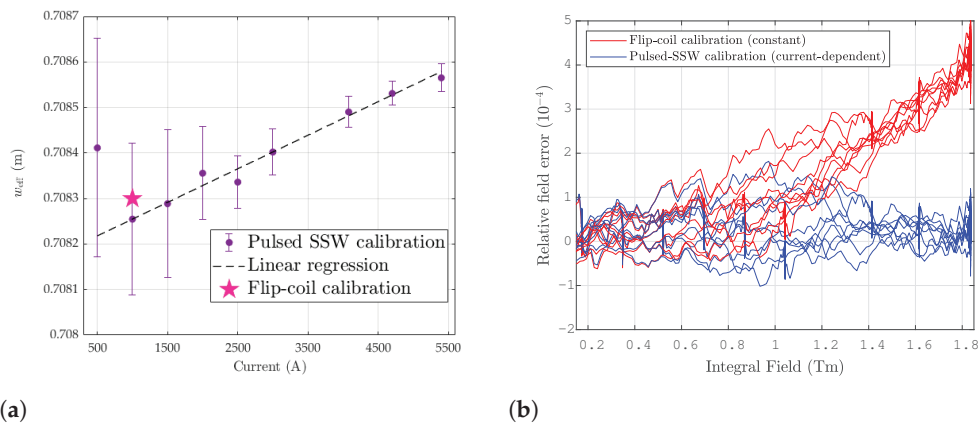 0.7087
0.7086
0.7085
0.7084
0.7083
0.7082
0.7081
0.708
w_eff (m)
500
1500
2500
3500
4500
5500
Current (A)
Pulsed SSW calibration
Linear regression
Flip-coil calibration
(a)
5
4
3
2
1
0
−1
−2
Relative field error (10⁻⁴)
0.2
0.4
0.6
0.8
1
1.2
1.4
1.6
1.8
Integral Field (Tm)
Flip-coil calibration (constant)
Pulsed-SSW calibration (current-dependent)
(b)